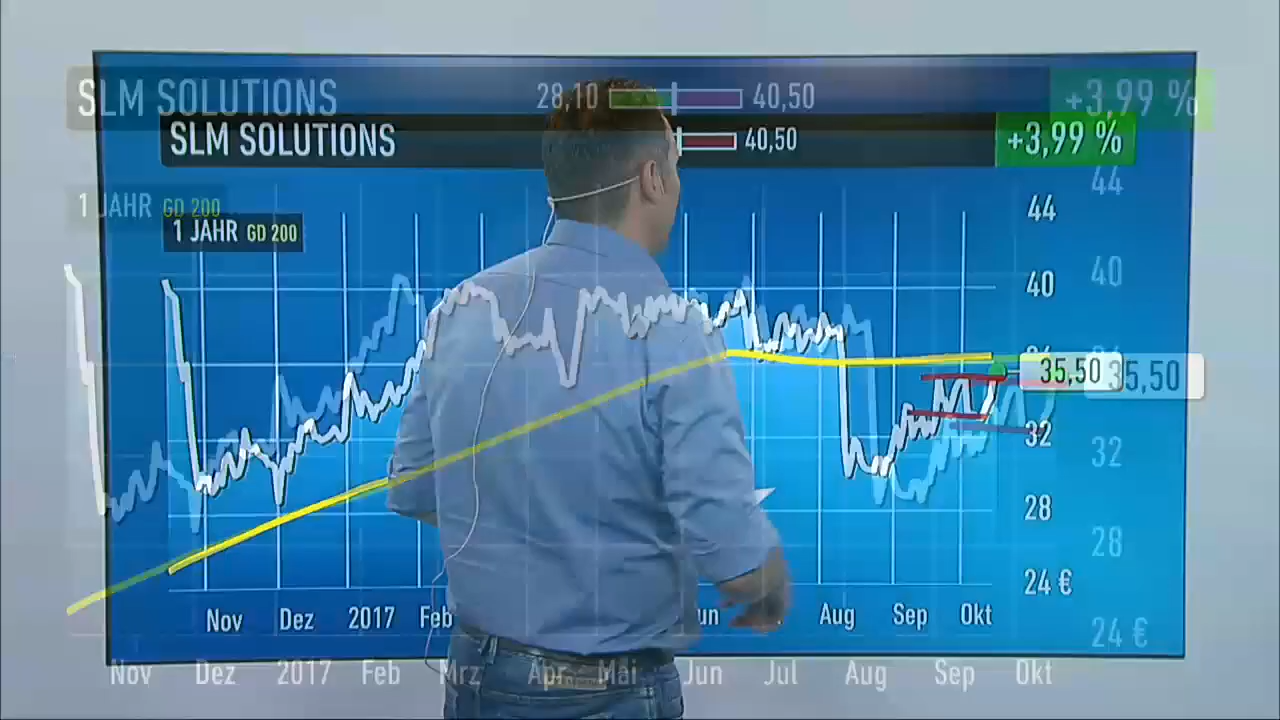 SLM SOLUTIONS 28,10 40,50 +3,99 %
SLM SOLUTIONS 40,50 +3,99 %
1 JAHR GD 200
1 JAHR GD 200
44
44
40
40
35,50
35,50
32
32
28
28
24 €
24 €
Nov Dez 2017 Feb Aug Sep Okt
Nov Dez 2017 Feb Mrz Apr Mai Jun Jul Aug Sep Okt